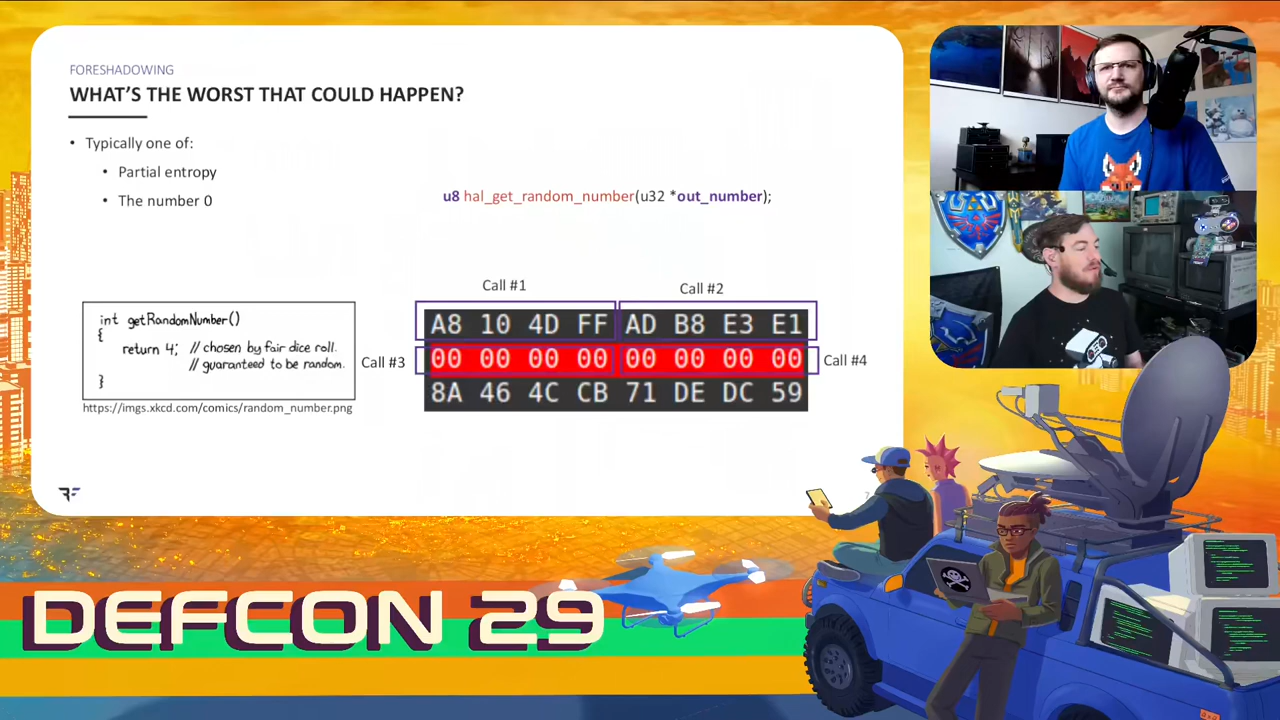 FORESHADOWING
WHAT'S THE WORST THAT COULD HAPPEN?
• Typically one of:
• Partial entropy
• The number 0
u8 hal_get_random_number(u32 *out_number);
int getRandomNumber()
{
return 4; // chosen by fair dice roll.
// guaranteed to be random.
}
https://imgs.xkcd.com/comics/random_number.png
Call #1
Call #2
A8 10 4D FF AD B8 E3 E1
Call #3
00 00 00 00 00 00 00 00
Call #4
8A 46 4C CB 71 DE DC 59
DEFCON 29